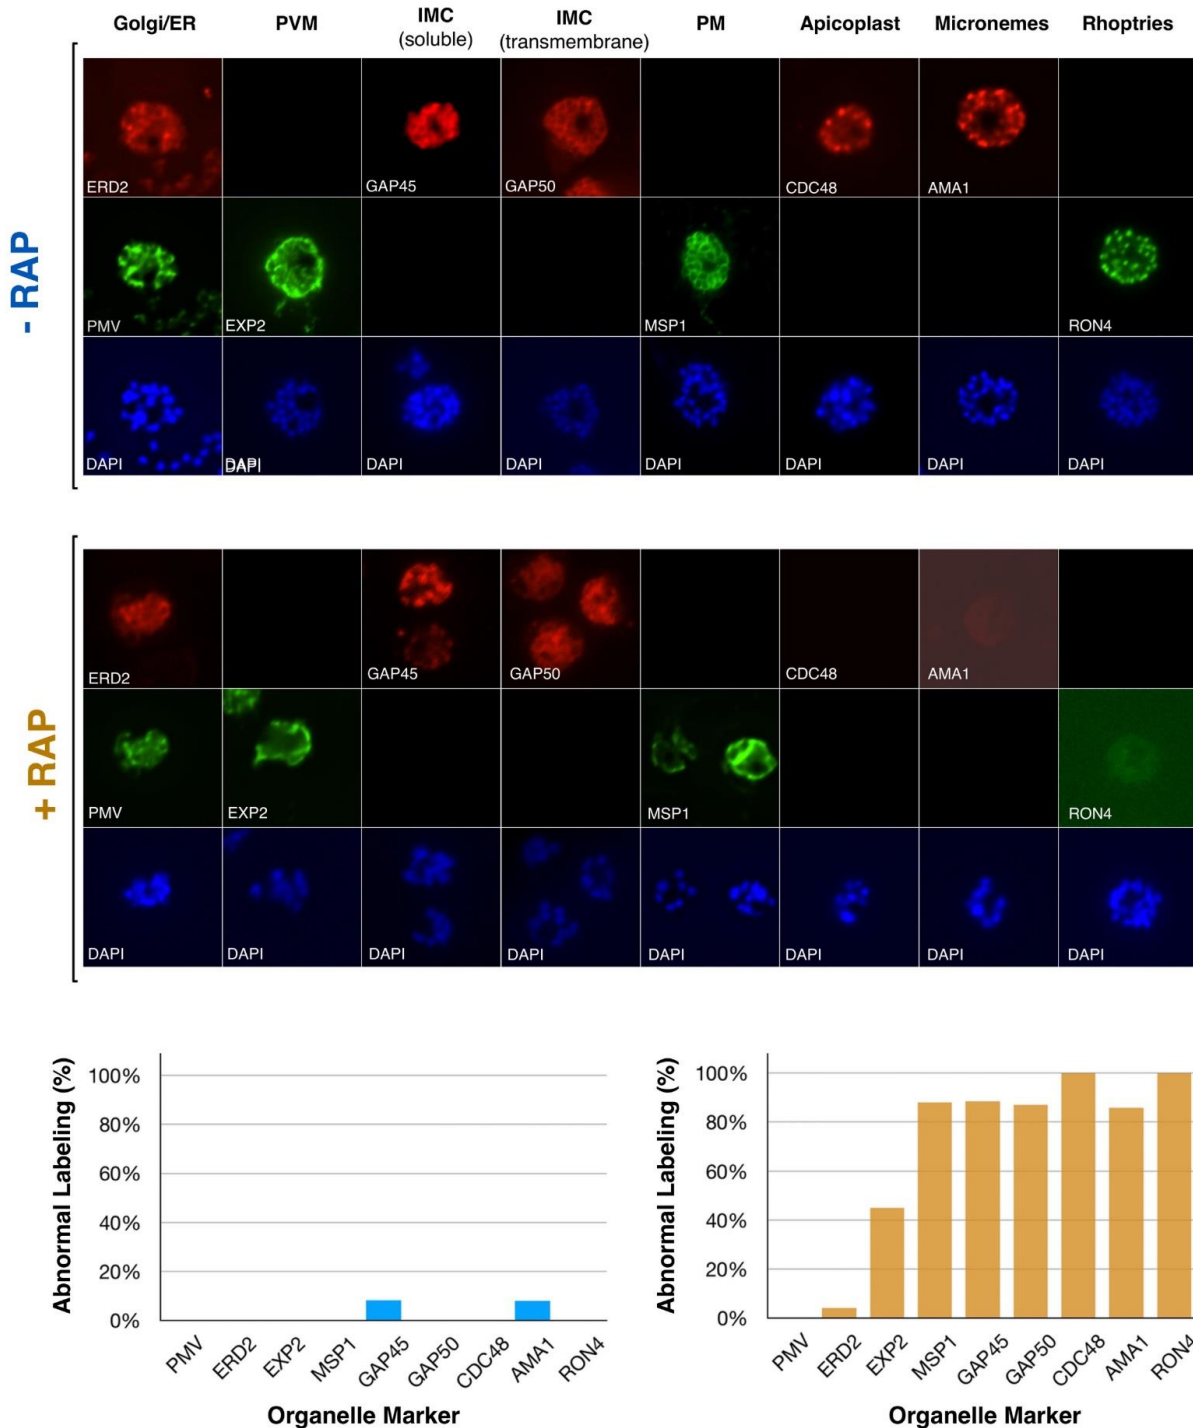 Golgi/ER PVM IMC (soluble) IMC (transmembrane) PM Apicoplast Micronemes Rhoptries
- RAP
ERD2 GAP45 GAP50 CDC48 AMA1
PMV EXP2 MSP1 RON4
DAPI DAPI DAPI DAPI DAPI DAPI DAPI DAPI DAPI
+ RAP
ERD2 GAP45 GAP50 CDC48 AMA1
PMV EXP2 MSP1 RON4
DAPI DAPI DAPI DAPI DAPI DAPI DAPI DAPI
Abnormal Labeling (%)
100%
80%
60%
40%
20%
0%
PMV ERD2 EXP2 MSP1 GAP45 GAP50 CDC48 AMA1 RON4
Organelle Marker
Abnormal Labeling (%)
100%
80%
60%
40%
20%
0%
PMV ERD2 EXP2 MSP1 GAP45 GAP50 CDC48 AMA1 RON4
Organelle Marker